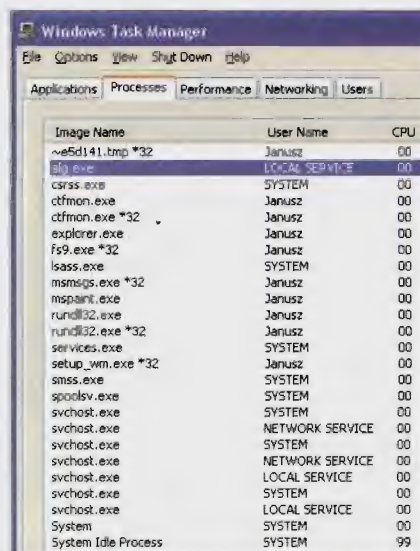 Windows Task Manager
File Options View Shut Down Help
Applications Processes Performance Networking Users
Image Name User Name CPU
~e5d141.tmp *32 Janusz 00
alg.exe LOCAL SERVICE 00
csrss.exe SYSTEM 00
ctfmon.exe Janusz 00
ctfmon.exe *32 Janusz 00
explorer.exe Janusz 00
fs9.exe *32 Janusz 00
lsass.exe SYSTEM 00
msmsgs.exe *32 Janusz 00
mspaint.exe Janusz 00
rundll32.exe Janusz 00
rundll32.exe *32 Janusz 00
services.exe SYSTEM 00
setup_wm.exe *32 Janusz 00
smss.exe SYSTEM 00
spoolsv.exe SYSTEM 00
svchost.exe SYSTEM 00
svchost.exe NETWORK SERVICE 00
svchost.exe SYSTEM 00
svchost.exe NETWORK SERVICE 00
svchost.exe LOCAL SERVICE 00
svchost.exe SYSTEM 00
svchost.exe LOCAL SERVICE 00
System SYSTEM 00
System Idle Process SYSTEM 99